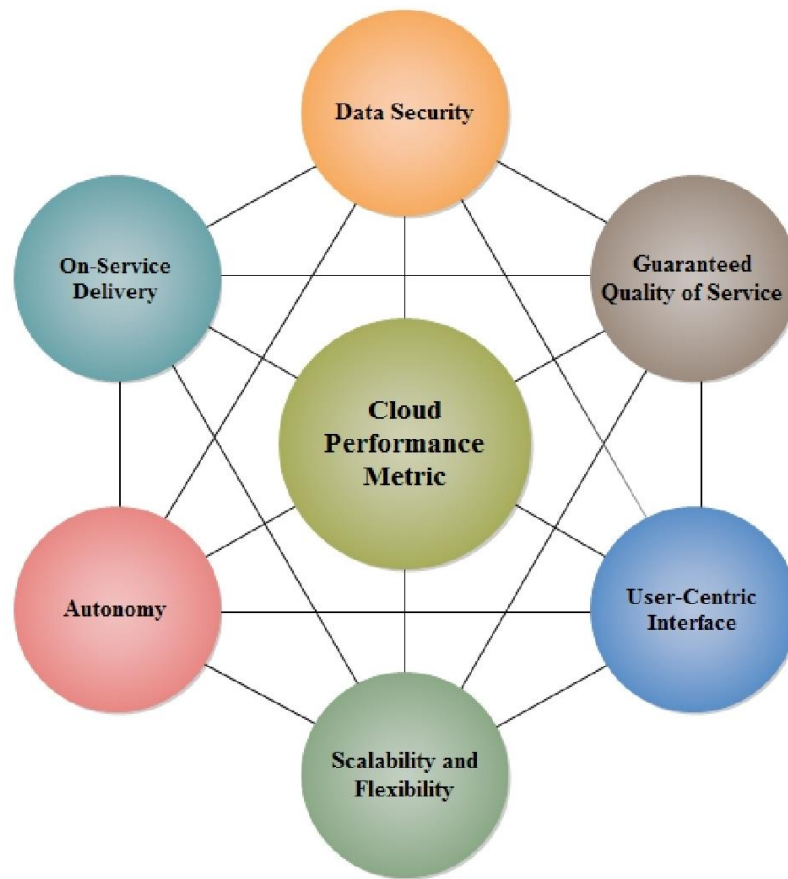 Data Security
On-Service
Delivery
Guaranteed
Quality of Service
Cloud
Performance
Metric
Autonomy
User-Centric
Interface
Scalability and
Flexibility